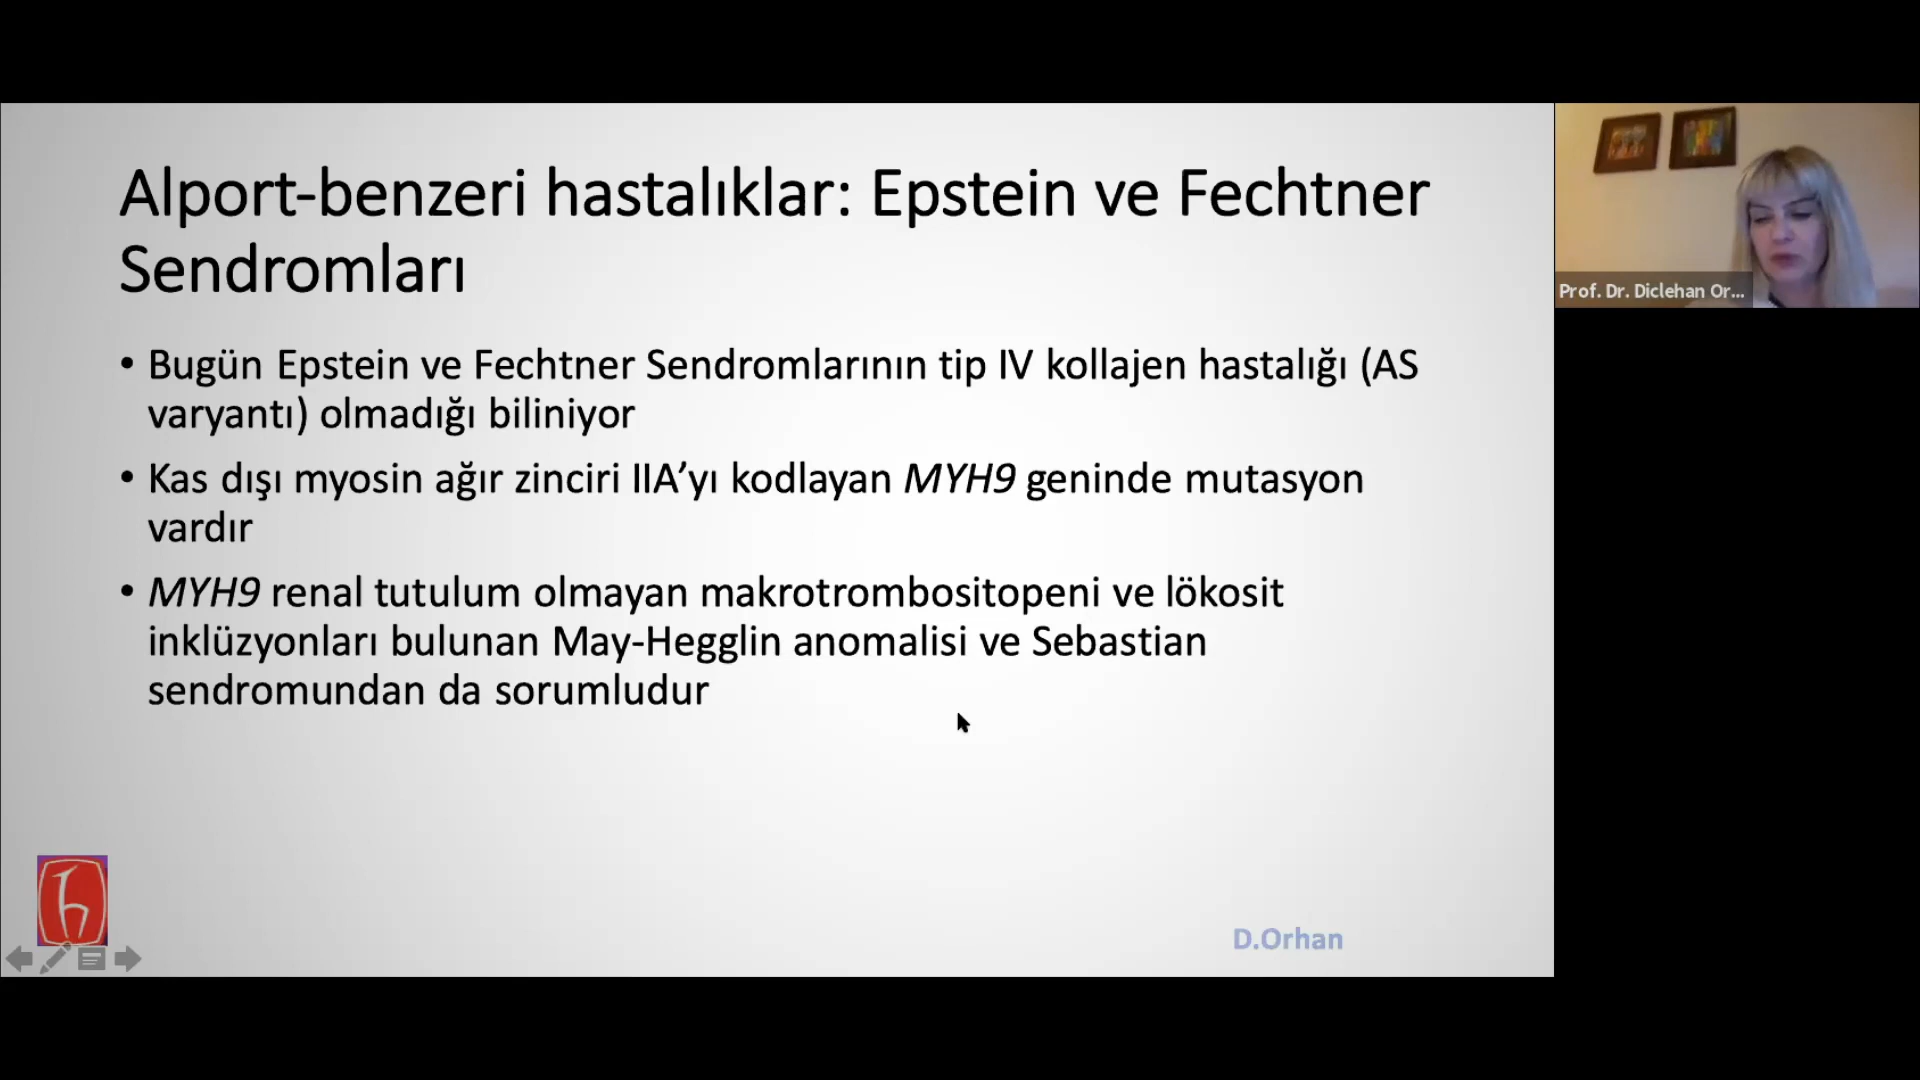 Alport-benzeri hastalıklar: Epstein ve Fechtner
Sendromları
• Bugün Epstein ve Fechtner Sendromlarının tip IV kollajen hastalığı (AS
varyantı) olmadığı biliniyor
• Kas dışı myosin ağır zinciri IIA’yı kodlayan MYH9 geninde mutasyon
vardır
• MYH9 renal tutulum olmayan makrotrombositopeni ve lökosit
inklüzyonları bulunan May-Hegglin anomalisi ve Sebastian
sendromundan da sorumludur
D.Orhan
Prof. Dr. Diclehan Or...